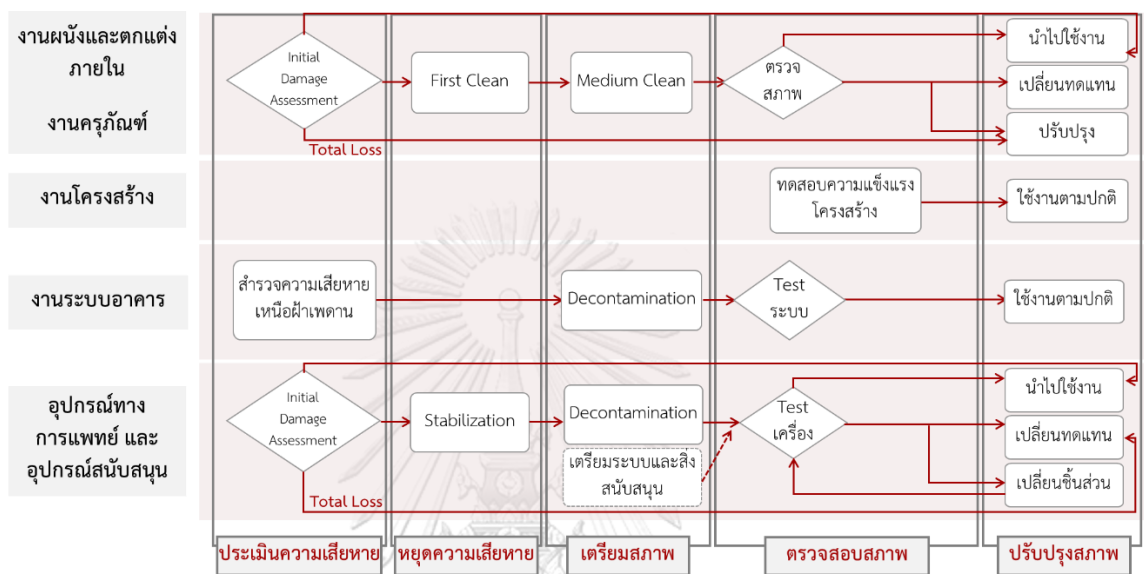 งานผนังและตกแต่ง
ภายใน
งานครุภัณฑ์
Initial
Damage
Assessment
First Clean
Medium Clean
ตรวจ
สภาพ
นำไปใช้งาน
เปลี่ยนทดแทน
ปรับปรุง
Total Loss
งานโครงสร้าง
ทดสอบความแข็งแรง
โครงสร้าง
ใช้งานตามปกติ
งานระบบอาคาร
สำรวจความเสียหาย
เหนือฝ้าเพดาน
Decontamination
Test
ระบบ
ใช้งานตามปกติ
อุปกรณ์ทาง
การแพทย์ และ
อุปกรณ์สนับสนุน
Initial
Damage
Assessment
Stabilization
Decontamination
เตรียมระบบและสิ่ง
สนับสนุน
Test
เครื่อง
นำไปใช้งาน
เปลี่ยนทดแทน
เปลี่ยนชิ้นส่วน
Total Loss
ประเมินความเสียหาย
หยุดความเสียหาย
เตรียมสภาพ
ตรวจสอบสภาพ
ปรับปรุงสภาพ